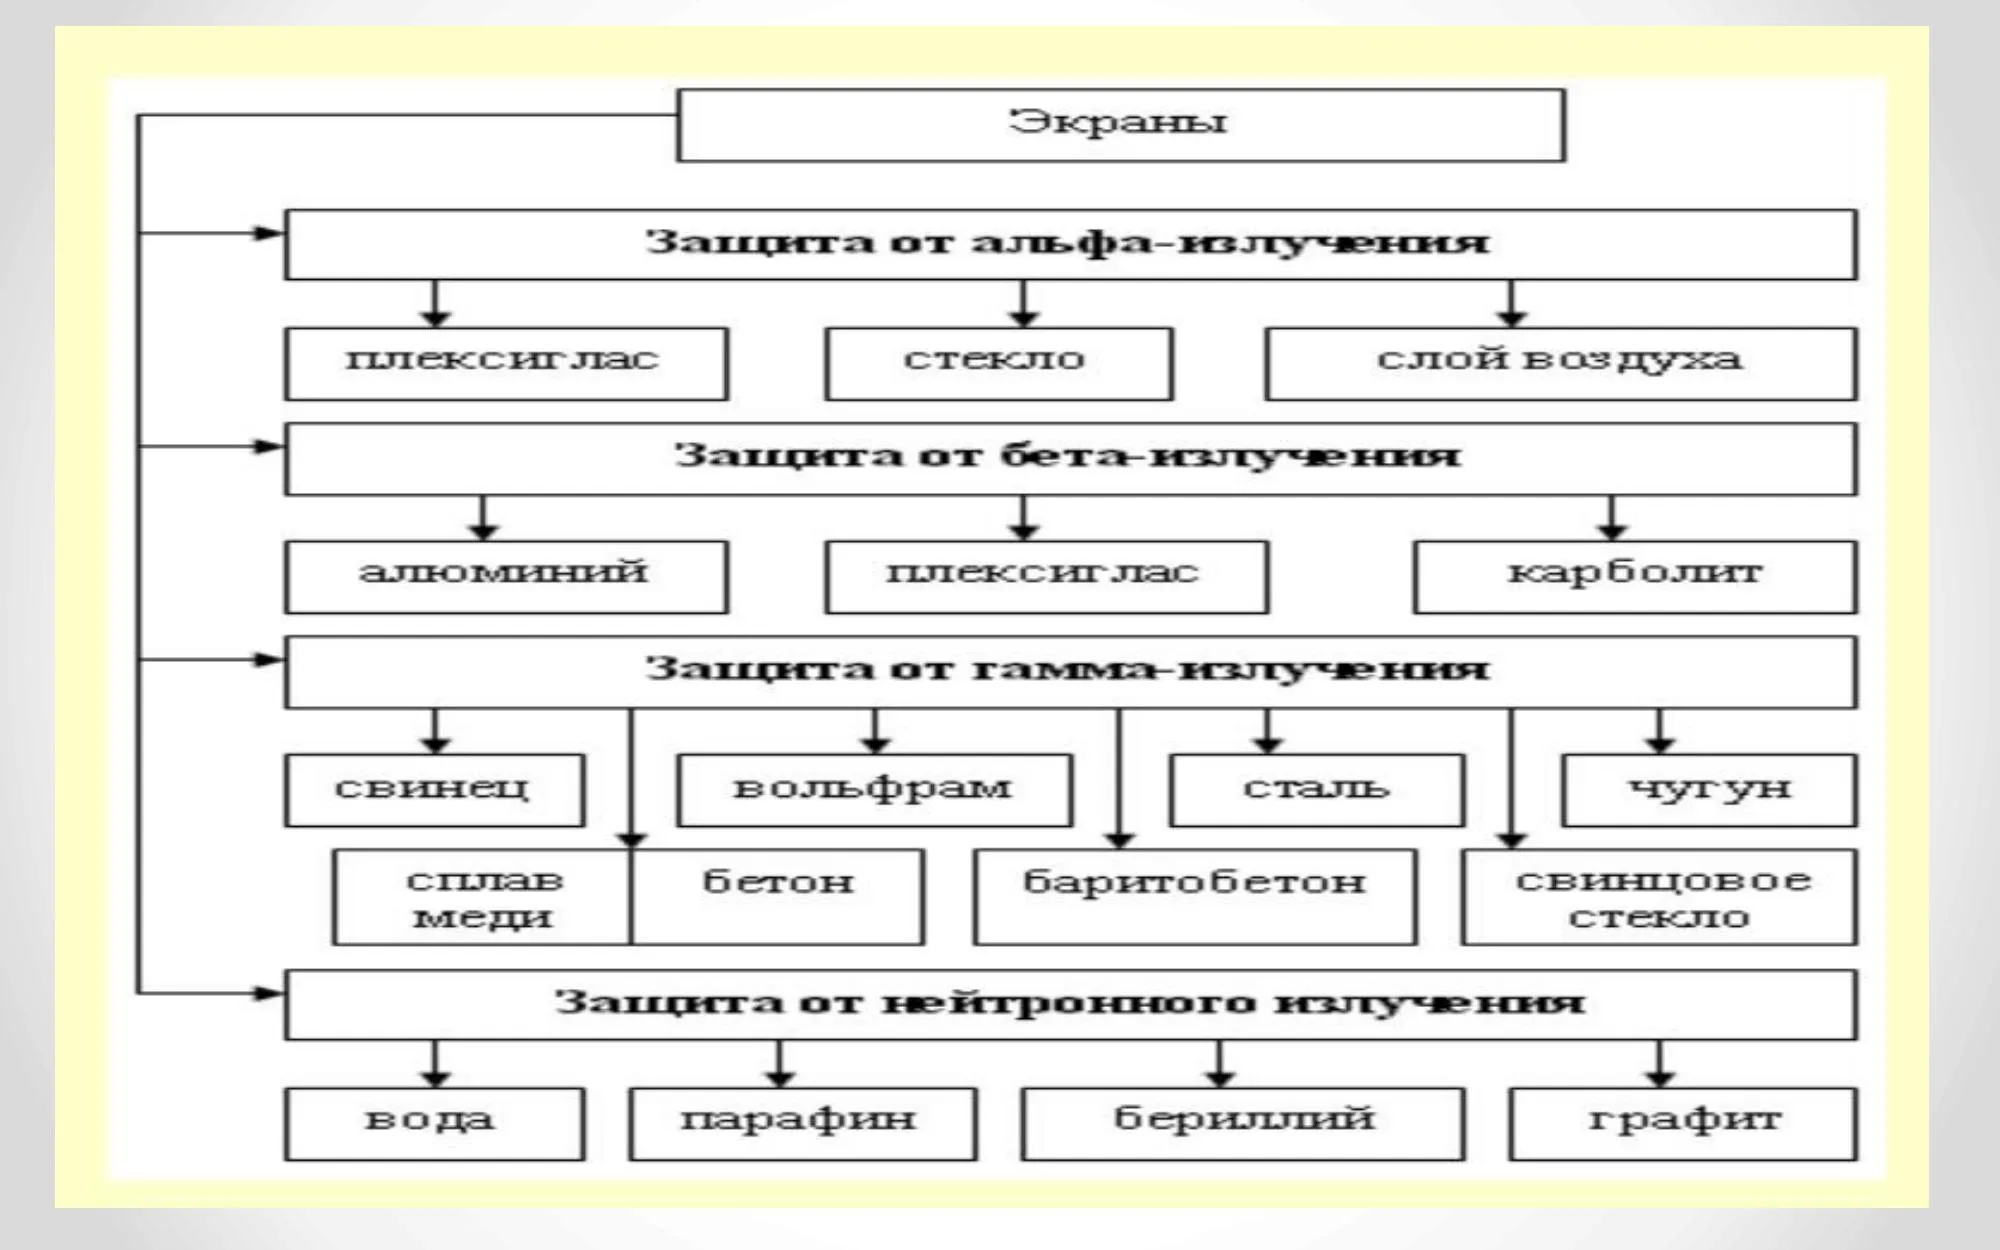 Экраны
Защита от альфа-излучения
плексиглас
стекло
слой воздуха
Защита от бета-излучения
алюминий
плексиглас
карболит
Защита от гамма-излучения
свинец
вольфрам
сталь
чугун
сплав
меди
бетон
баритобетон
свинцовое
стекло
Защита от нейтронного излучения
вода
парафин
бериллий
графит